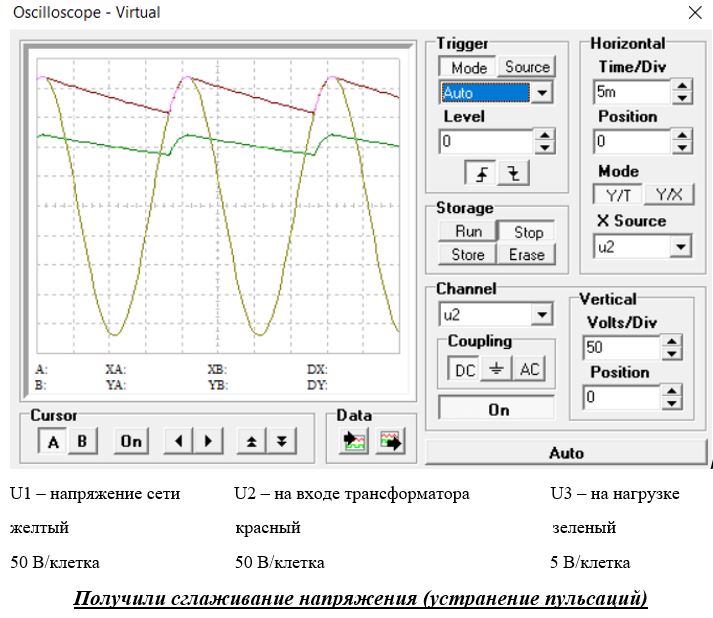 Oscilloscope - Virtual
Trigger
Mode Source
Auto
Level
0
Horizontal
Time/Div
5m
Position
0
Mode
Y/T Y/X
X Source
u2
Storage
Run Stop
Store Erase
Channel
u2
Coupling
DC AC
On
Vertical
Volts/Div
50
Position
0
A: XA: XB: DX:
B: YA: YB: DY:
Cursor
A B On
Data
Auto
U1 – напряжение сети U2 – на входе трансформатора U3 – на нагрузке
желтый красный зеленый
50 В/клетка 50 В/клетка 5 В/клетка
Получили сглаживание напряжения (устранение пульсаций)